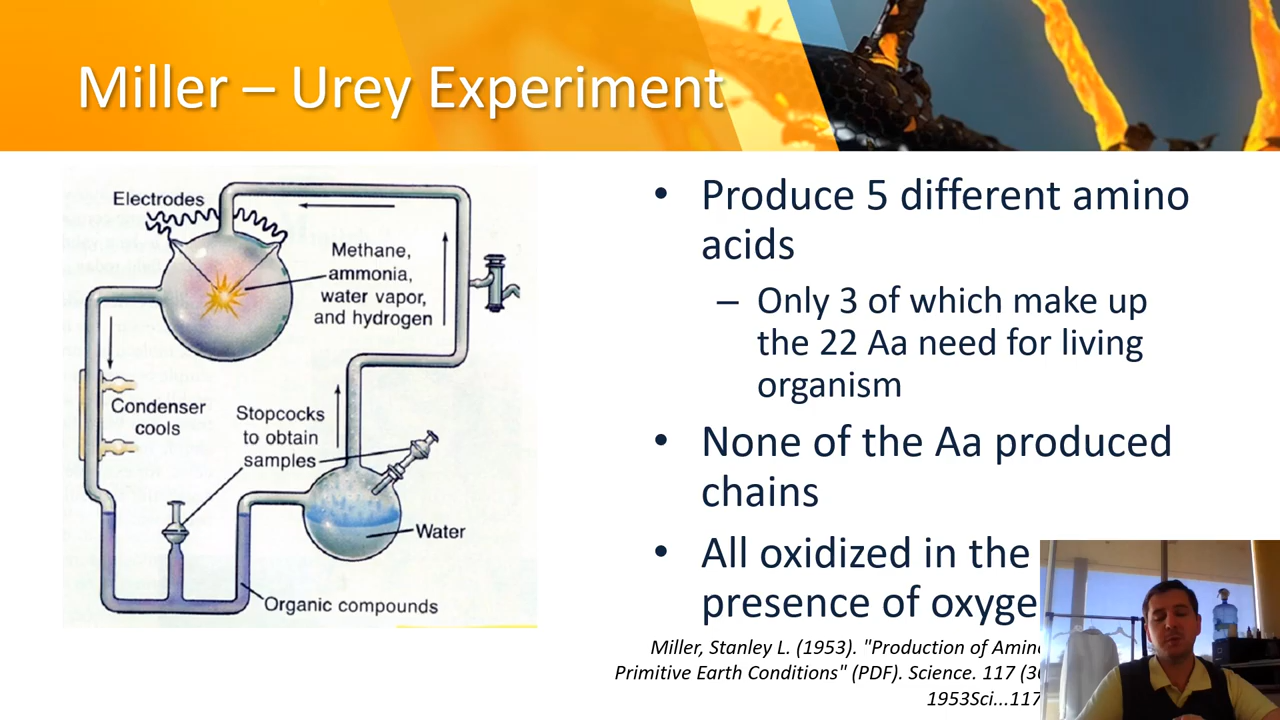 Miller – Urey Experiment
Electrodes
Methane,
ammonia,
water vapor,
and hydrogen
Condenser
cools
Stopcocks
to obtain
samples
Water
Organic compounds
• Produce 5 different amino
acids
– Only 3 of which make up
the 22 Aa need for living
organism
• None of the Aa produced
chains
• All oxidized in the
presence of oxyge
Miller, Stanley L. (1953). "Production of Amin
Primitive Earth Conditions" (PDF). Science. 117 (3
1953Sci...117